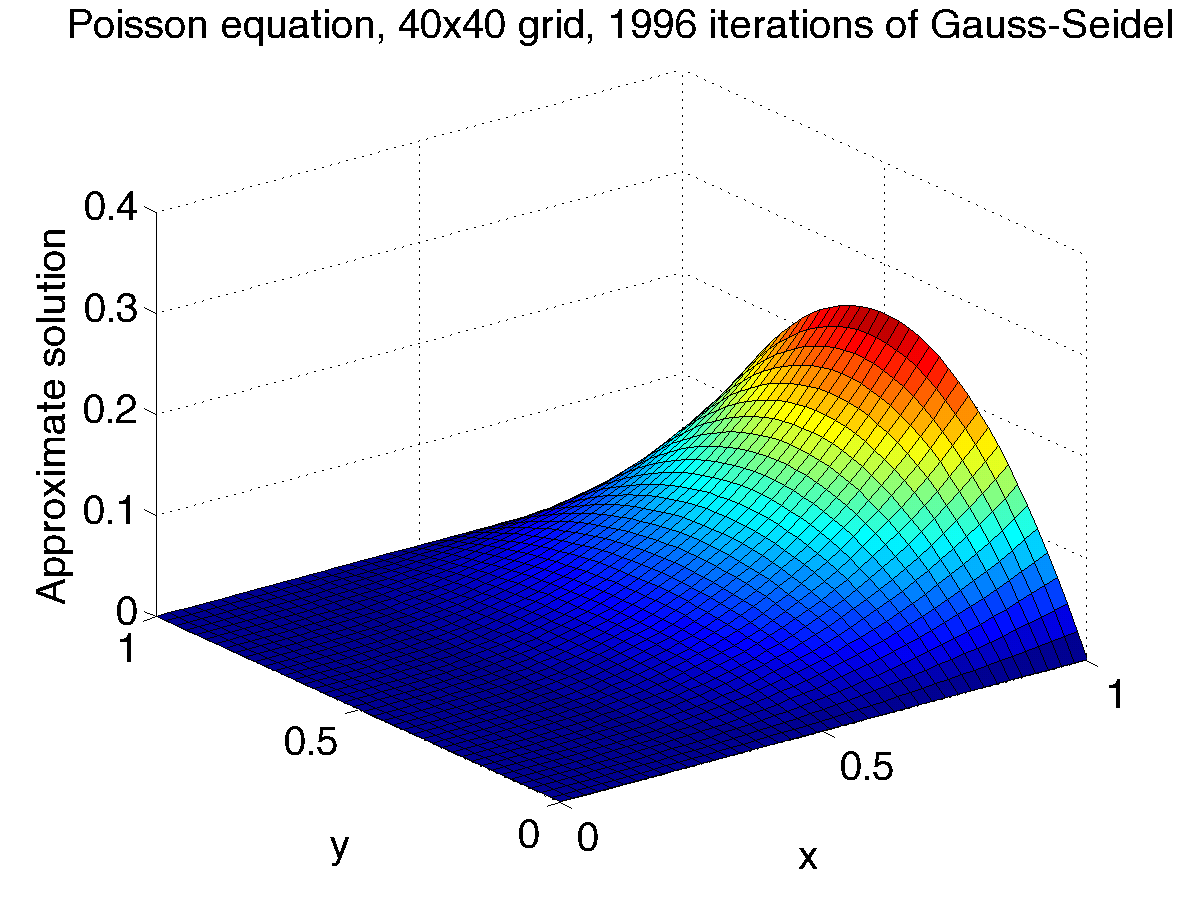 Poisson equation, 40x40 grid, 1996 iterations of Gauss-Seidel
0.4
0.3
0.2
0.1
0
Approximate solution
1
0.5
0
y
0
0.5
1
x